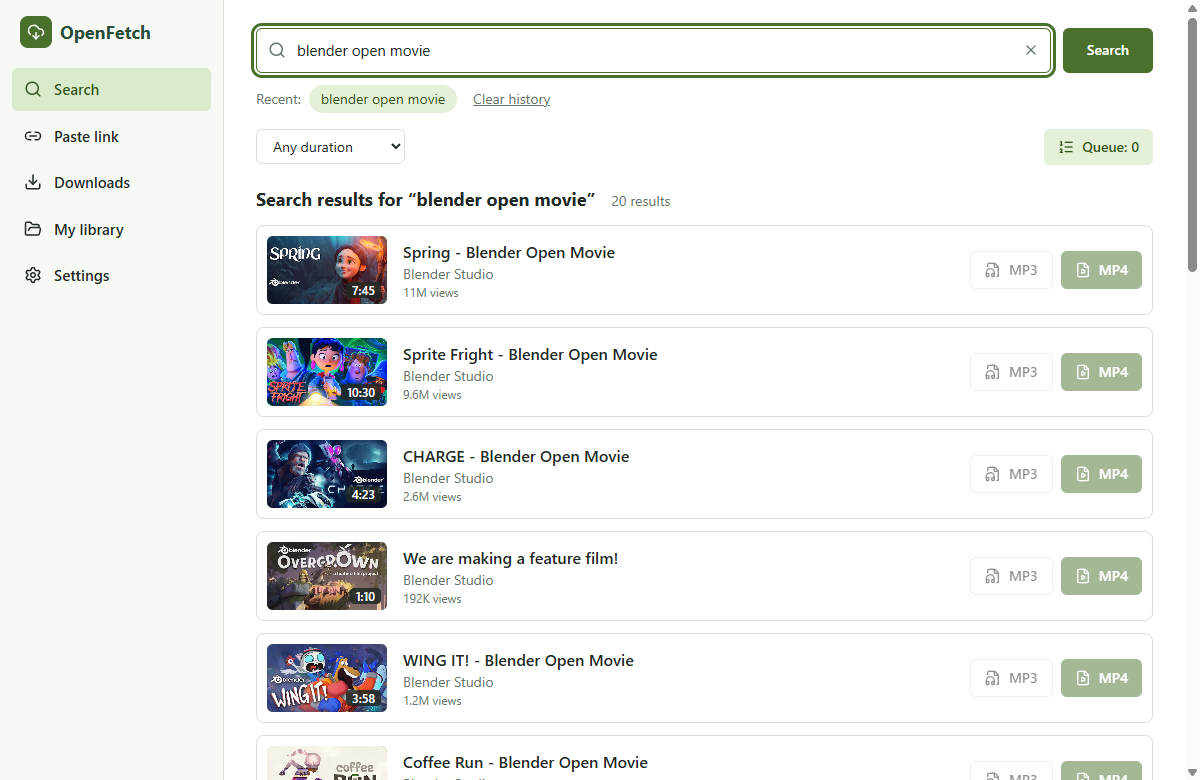 OpenFetch
Search
Paste link
Downloads
My library
Settings
blender open movie
Search
Recent: blender open movie Clear history
Any duration
Queue: 0
Search results for “blender open movie” 20 results
SPRING
blender
7:45
Spring - Blender Open Movie
Blender Studio
11M views
MP3 MP4
SPRITE FRIGHT
10:30
Sprite Fright - Blender Open Movie
Blender Studio
9.6M views
MP3 MP4
blender
4:23
CHARGE - Blender Open Movie
Blender Studio
2.6M views
MP3 MP4
blender
OVERGROWN
1:10
We are making a feature film!
Blender Studio
192K views
MP3 MP4
blender
WING IT!
3:58
WING IT! - Blender Open Movie
Blender Studio
1.2M views
MP3 MP4
coffee
RUN
Coffee Run - Blender Open Movie
MP3 MP4